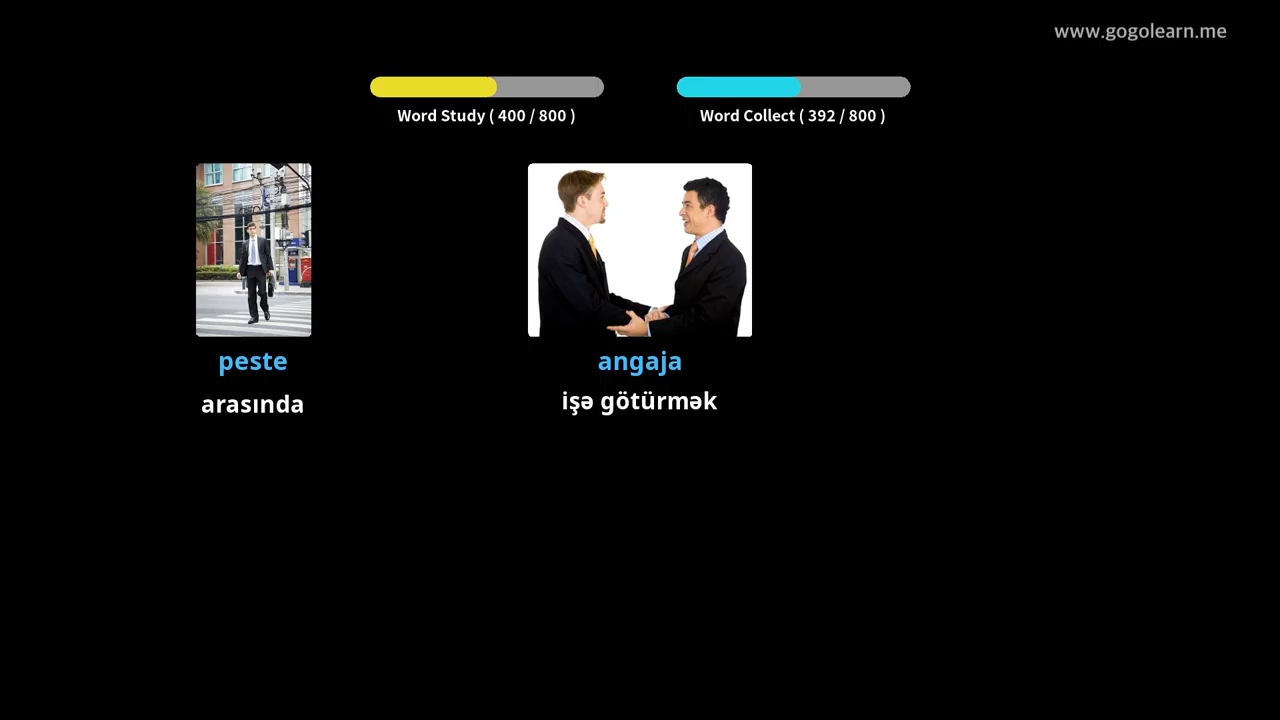 www.gogolearn.me
Word Study ( 400 / 800 )
Word Collect ( 392 / 800 )
peste
arasında
angaja
işə götürmək